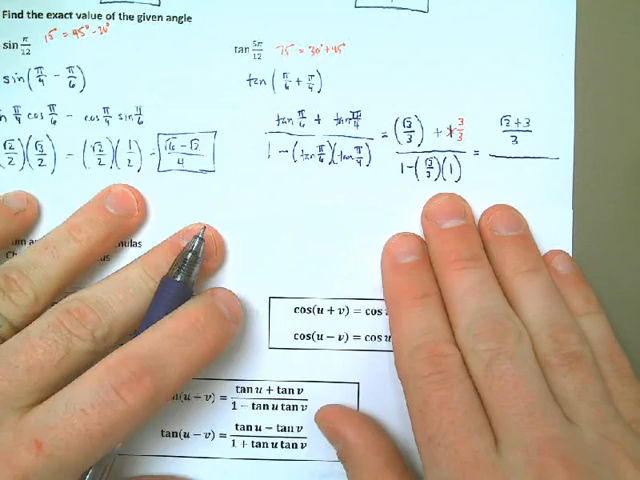 Find the exact value of the given angle
sin π/12 15° = 45° - 30°
sin(π/4 - π/6)
π/4 cos π/6 - cos π/4 sin π/6
(√2/2)(√3/2) - (√2/2)(1/2) = √6 - √2 / 4
tan 5π/12 75° = 30° + 45°
tan(π/6 + π/4)
tan π/6 + tan π/4 / 1 - (tan π/6)(tan π/4) = (√3/3) + 3/3 / 1 - (√3/3)(1) = √3 + 3 / 3
cos(u + v) = cos
cos(u - v) = cos u
(u + v) = tan u + tan v / 1 - tan u tan v
tan(u - v) = tan u - tan v / 1 + tan u tan v